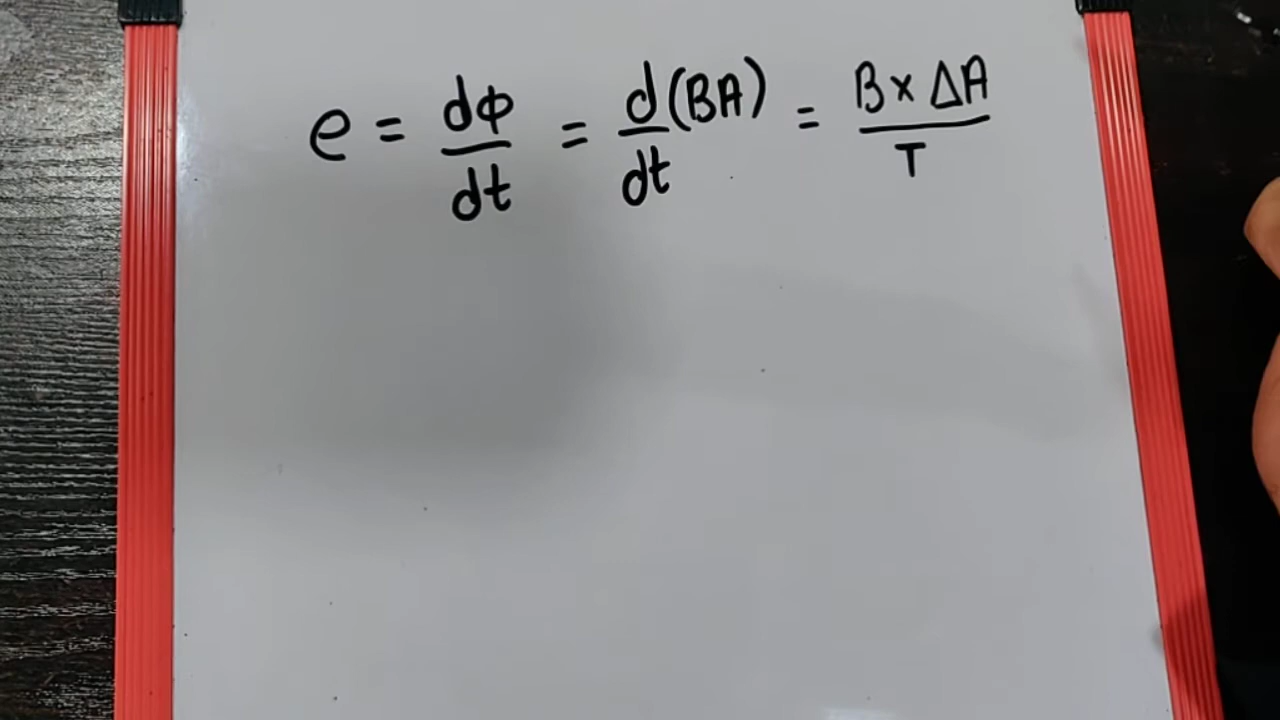 e = dφ/dt = d/dt (BA) = B × ΔA / T